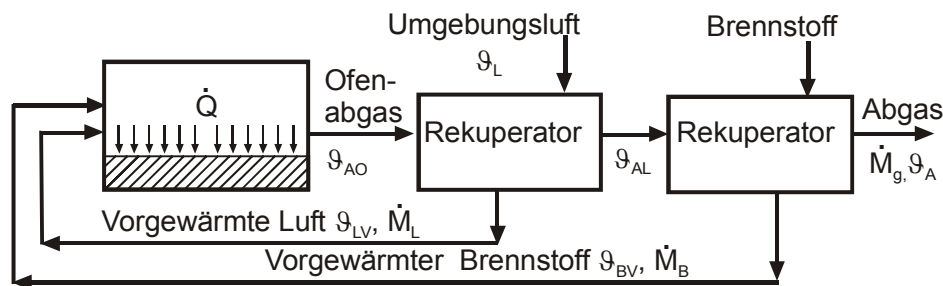 Umgebungsluft
ϑL
Brennstoff
Q̇
Ofen-
abgas
ϑAO
Rekuperator
ϑAL
Rekuperator
Abgas
Ṁg, ϑA
Vorgewärmte Luft ϑLV, ṀL
Vorgewärmter Brennstoff ϑBV, ṀB